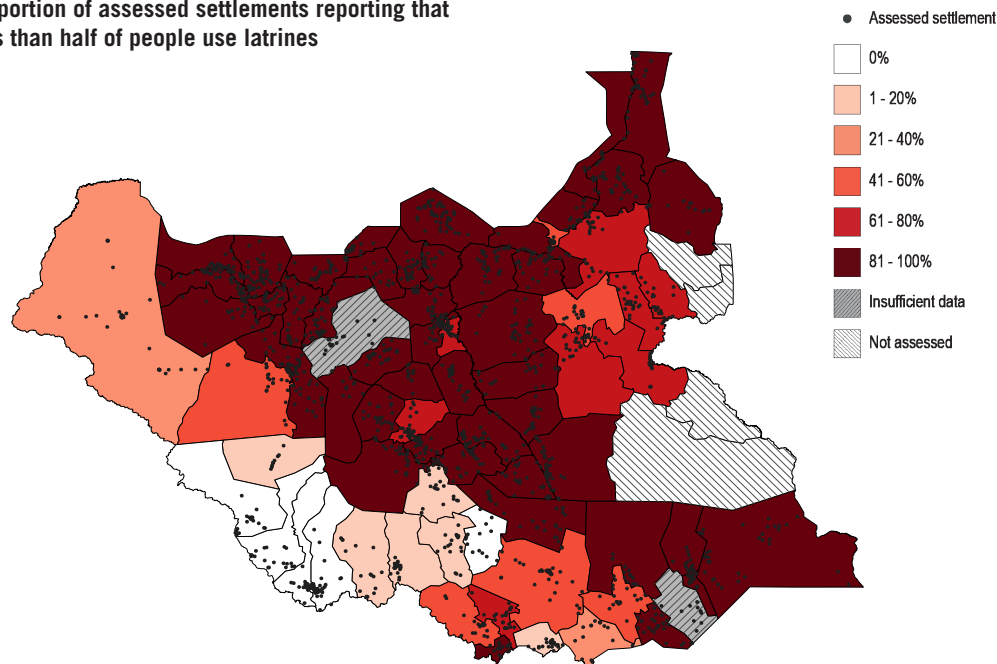 portion of assessed settlements reporting that
than half of people use latrines
Assessed settlement
0%
1 - 20%
21 - 40%
41 - 60%
61 - 80%
81 - 100%
Insufficient data
Not assessed